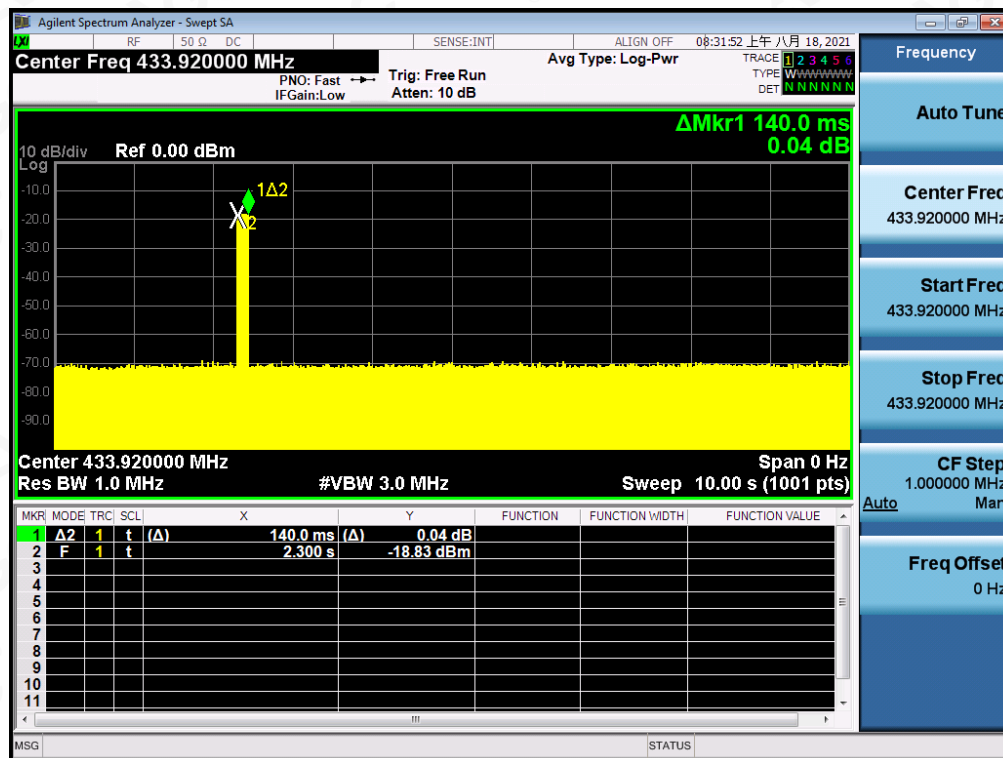 Agilent Spectrum Analyzer - Swept SA
LXI RF 50 Ω DC SENSE:INT ALIGN OFF 08:31:52 上午 八月 18, 2021
Center Freq 433.920000 MHz
PNO: Fast
IFGain:Low
Trig: Free Run
Atten: 10 dB
Avg Type: Log-Pwr
TRACE 1 2 3 4 5 6
TYPE WWWWWW
DET N N N N N N
ΔMkr1 140.0 ms
0.04 dB
10 dB/div Ref 0.00 dBm
Log
-10.0
-20.0
-30.0
-40.0
-50.0
-60.0
-70.0
-80.0
-90.0
1Δ2
2
Center 433.920000 MHz Span 0 Hz
Res BW 1.0 MHz #VBW 3.0 MHz Sweep 10.00 s (1001 pts)
MKR MODE TRC SCL X Y FUNCTION FUNCTION WIDTH FUNCTION VALUE
1 Δ2 1 t (Δ) 140.0 ms (Δ) 0.04 dB
2 F 1 t 2.300 s -18.83 dBm
3
4
5
6
7
8
9
10
11
MSG STATUS
Frequency
Auto Tune
Center Freq
433.920000 MHz
Start Freq
433.920000 MHz
Stop Freq
433.920000 MHz
CF Step
1.000000 MHz
Auto Man
Freq Offset
0 Hz